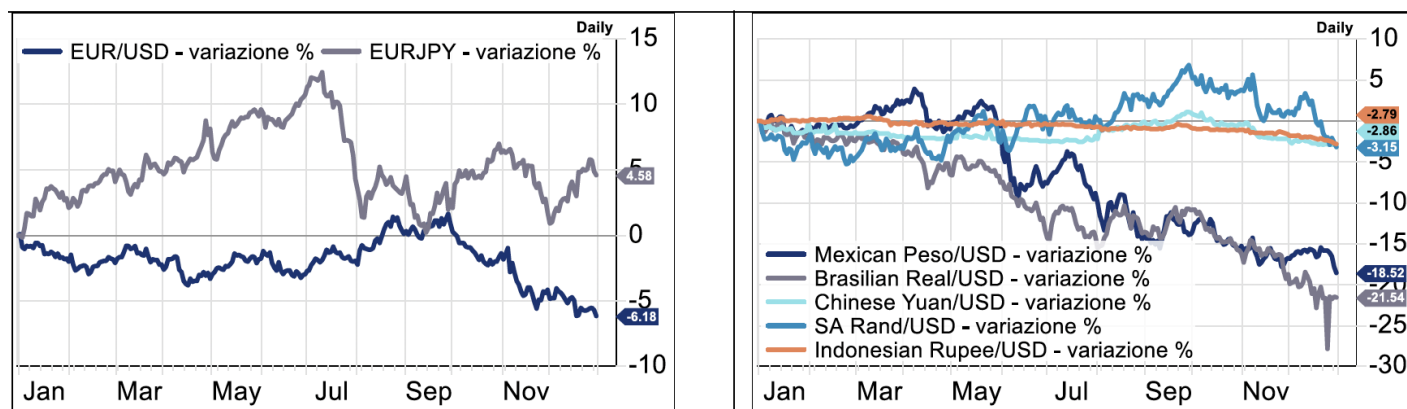 Daily
EUR/USD - variazione %
EURJPY - variazione %
15
10
5
4.58
0
-5
-6.18
-10
Jan
Mar
May
Jul
Sep
Nov
Daily
10
5
-2.79
-2.86
-3.15
-5
-10
-15
-18.52
-20
-21.54
-25
-30
Mexican Peso/USD - variazione %
Brasilian Real/USD - variazione %
Chinese Yuan/USD - variazione %
SA Rand/USD - variazione %
Indonesian Rupee/USD - variazione %
Jan
Mar
May
Jul
Sep
Nov